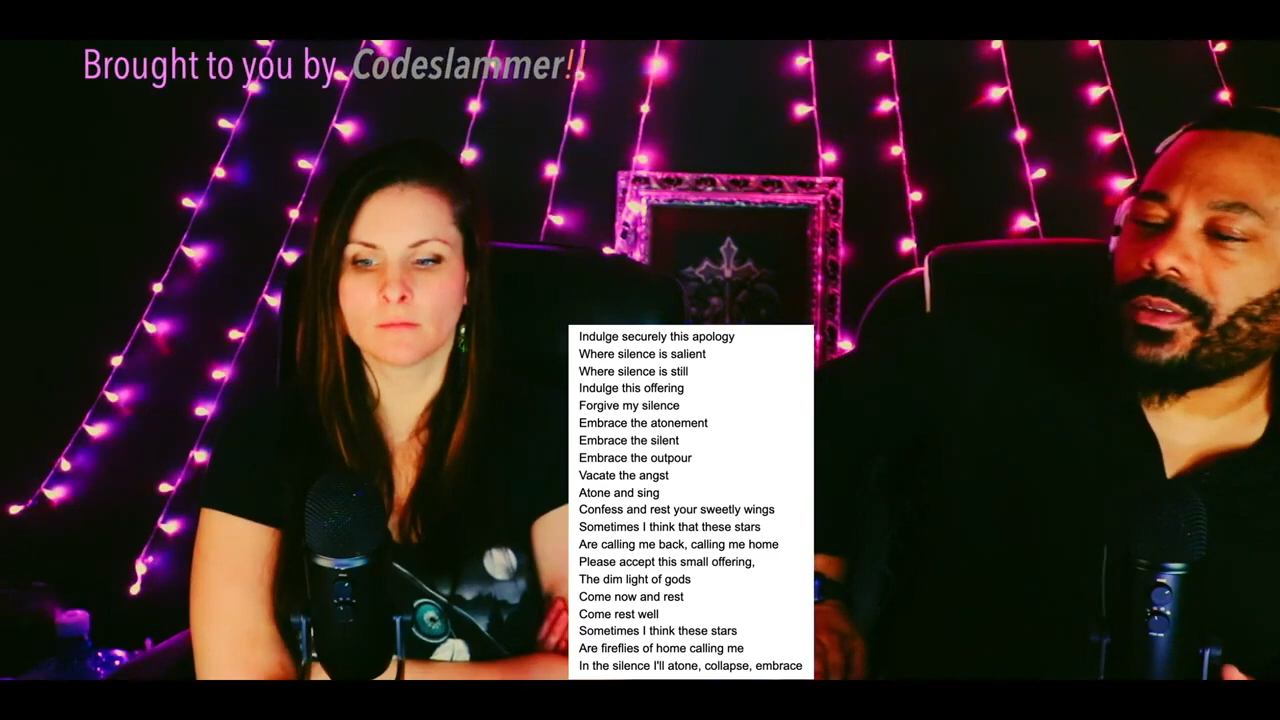 Brought to you by Codeslammer!!
Indulge securely this apology
Where silence is salient
Where silence is still
Indulge this offering
Forgive my silence
Embrace the atonement
Embrace the silent
Embrace the outpour
Vacate the angst
Atone and sing
Confess and rest your sweetly wings
Sometimes I think that these stars
Are calling me back, calling me home
Please accept this small offering,
The dim light of gods
Come now and rest
Come rest well
Sometimes I think these stars
Are fireflies of home calling me
In the silence I'll atone, collapse, embrace